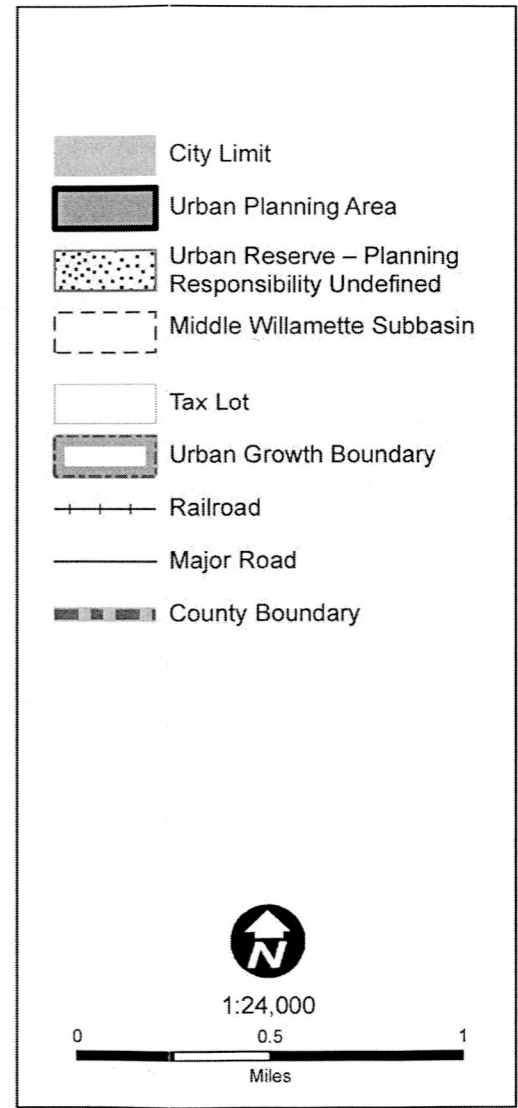 City Limit
Urban Planning Area
Urban Reserve – Planning
Responsibility Undefined
Middle Willamette Subbasin
Tax Lot
Urban Growth Boundary
Railroad
Major Road
County Boundary
N
1:24,000
0 0.5 1
Miles